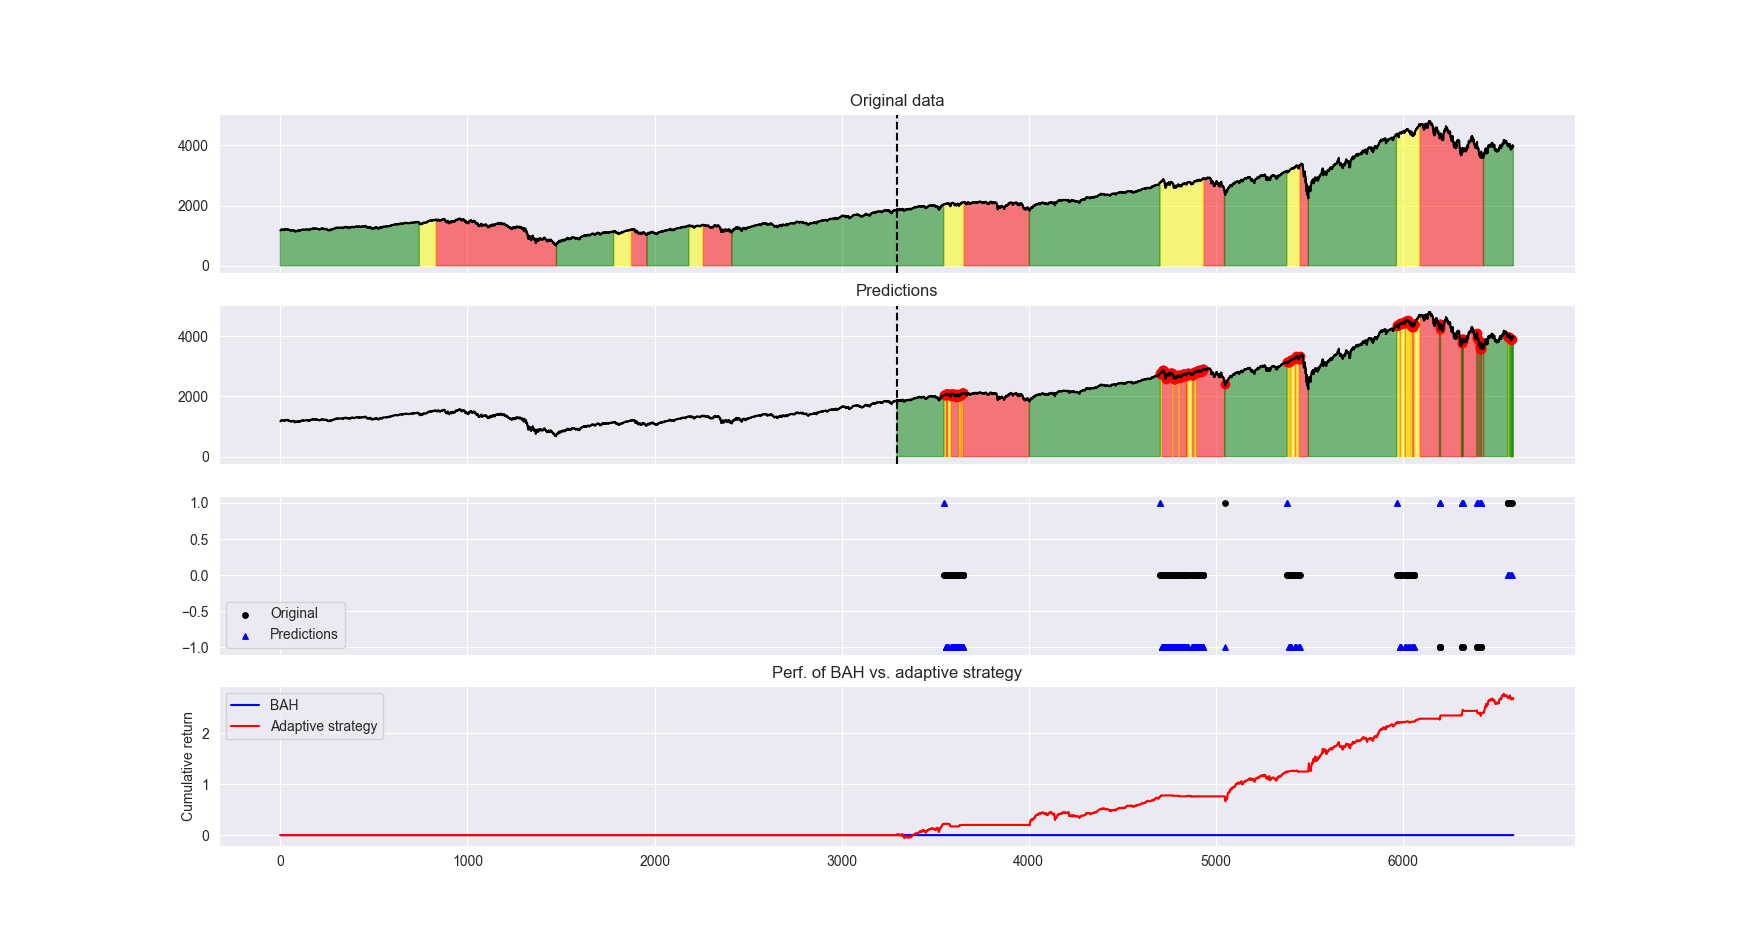 Original data
4000
2000
0
Predictions
4000
2000
0
1.0
0.5
0.0
−0.5
−1.0
Original
Predictions
Perf. of BAH vs. adaptive strategy
Cumulative return
2
1
0
BAH
Adaptive strategy
0 1000 2000 3000 4000 5000 6000